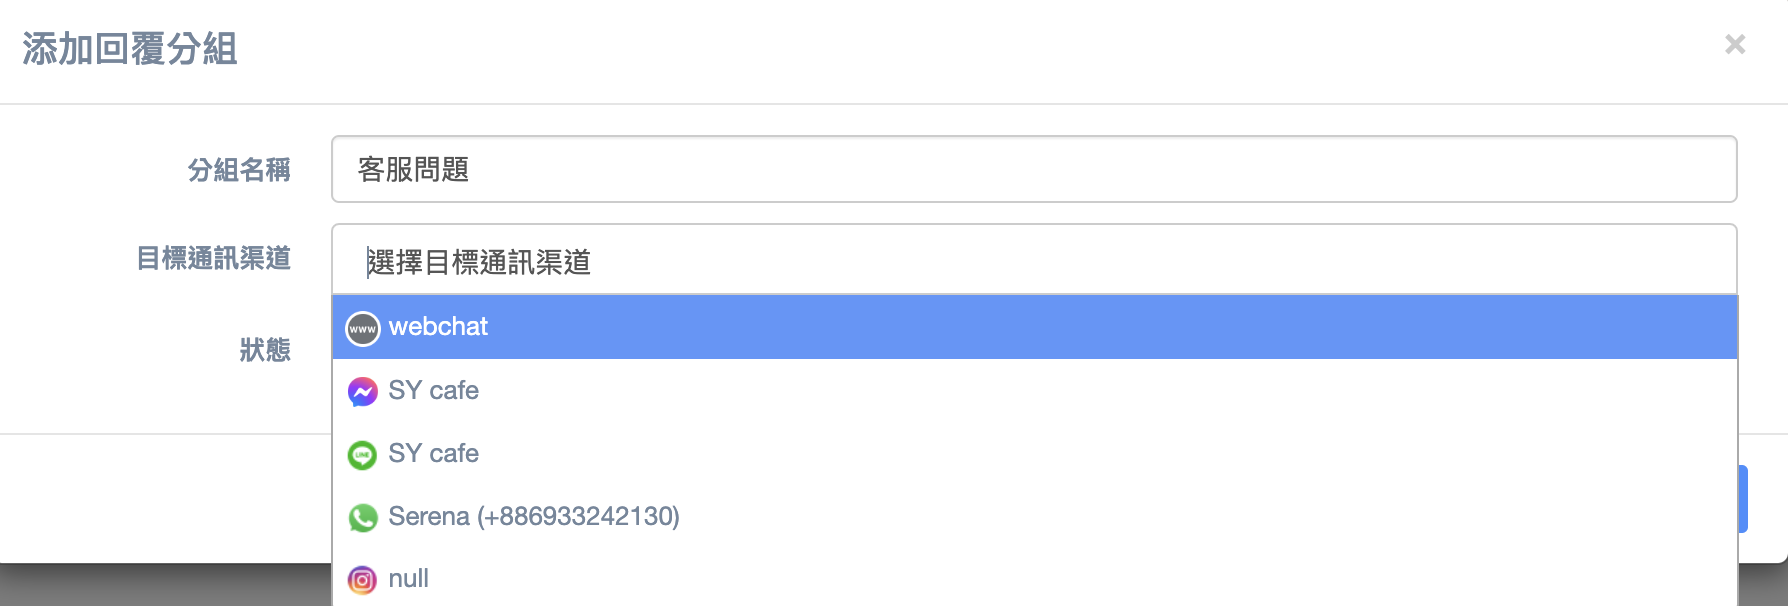 添加回覆分組
×
分組名稱
客服問題
目標通訊渠道
選擇目標通訊渠道
www webchat
狀態
SY cafe
LINE SY cafe
Serena (+886933242130)
null